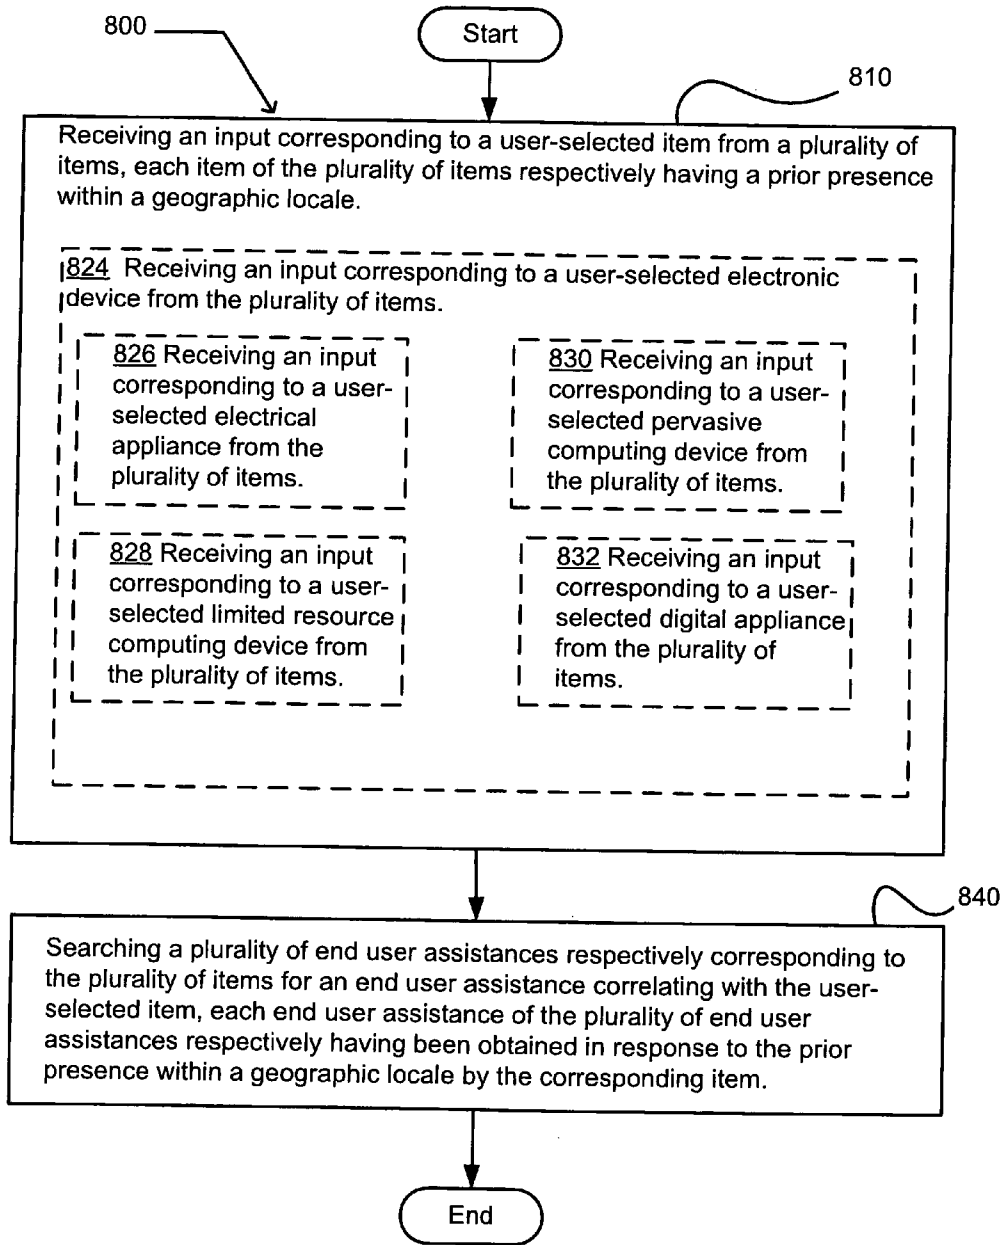 800
Start
810
Receiving an input corresponding to a user-selected item from a plurality of
items, each item of the plurality of items respectively having a prior presence
within a geographic locale.
824 Receiving an input corresponding to a user-selected electronic
device from the plurality of items.
826 Receiving an input
corresponding to a user-
selected electrical
appliance from the
plurality of items.
830 Receiving an input
corresponding to a user-
selected pervasive
computing device from
the plurality of items.
828 Receiving an input
corresponding to a user-
selected limited resource
computing device from
the plurality of items.
832 Receiving an input
corresponding to a user-
selected digital appliance
from the plurality of
items.
840
Searching a plurality of end user assistances respectively corresponding to
the plurality of items for an end user assistance correlating with the user-
selected item, each end user assistance of the plurality of end user
assistances respectively having been obtained in response to the prior
presence within a geographic locale by the corresponding item.
End